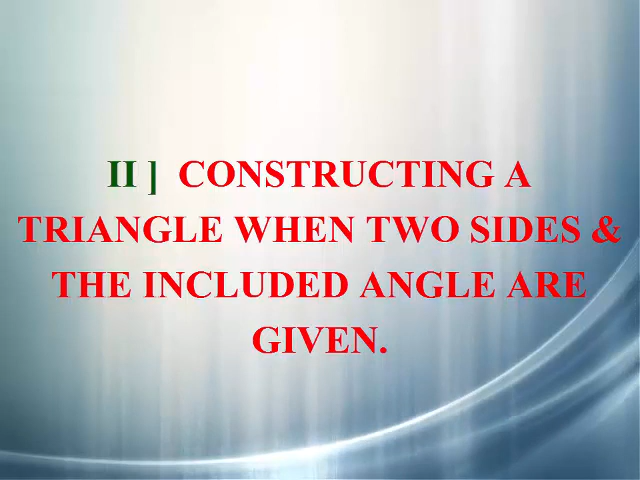 II ] CONSTRUCTING A
TRIANGLE WHEN TWO SIDES &
THE INCLUDED ANGLE ARE
GIVEN.